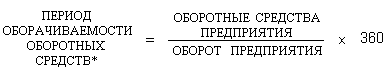 ПЕРИОД
ОБОРАЧИВАЕМОСТИ
ОБОРОТНЫХ
СРЕДСТВ*
=
ОБОРОТНЫЕ СРЕДСТВА
ПРЕДПРИЯТИЯ
ОБОРОТ ПРЕДПРИЯТИЯ
x 360